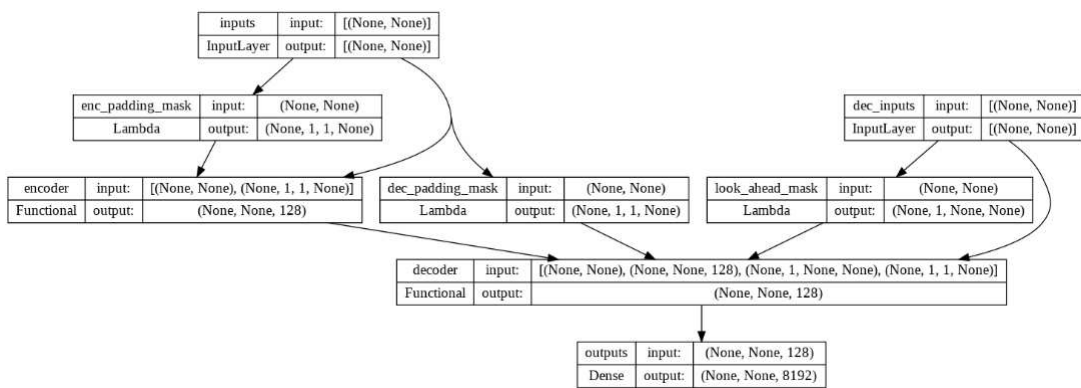 inputs input: [(None, None)]
InputLayer output: [(None, None)]
enc_padding_mask input: (None, None)
Lambda output: (None, 1, 1, None)
dec_inputs input: [(None, None)]
InputLayer output: [(None, None)]
encoder input: [(None, None), (None, 1, 1, None)]
Functional output: (None, None, 128)
dec_padding_mask input: (None, None)
Lambda output: (None, 1, 1, None)
look_ahead_mask input: (None, None)
Lambda output: (None, 1, None, None)
decoder input: [(None, None), (None, None, 128), (None, 1, None, None), (None, 1, 1, None)]
Functional output: (None, None, 128)
outputs input: (None, None, 128)
Dense output: (None, None, 8192)